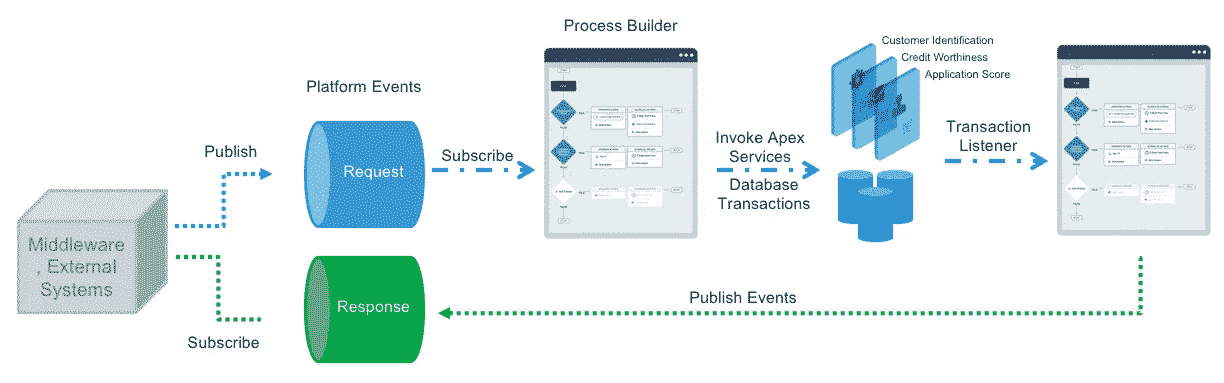 Process Builder
Customer Identification
Credit Worthiness
Application Score
Platform Events
Publish
Request
Subscribe
Invoke Apex
Services
Database
Transactions
Transaction
Listener
Middleware
, External
Systems
Response
Publish Events
Subscribe